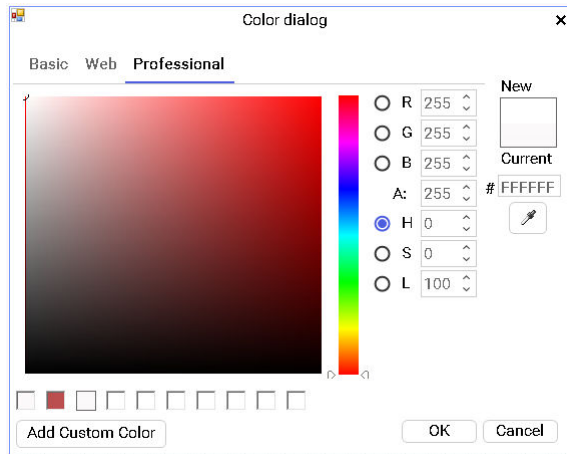 Color dialog
Basic Web Professional
New
Current
R 255
G 255
B 255
A: 255
# FFFFFF
H 0
S 0
L 100
Add Custom Color
OK Cancel